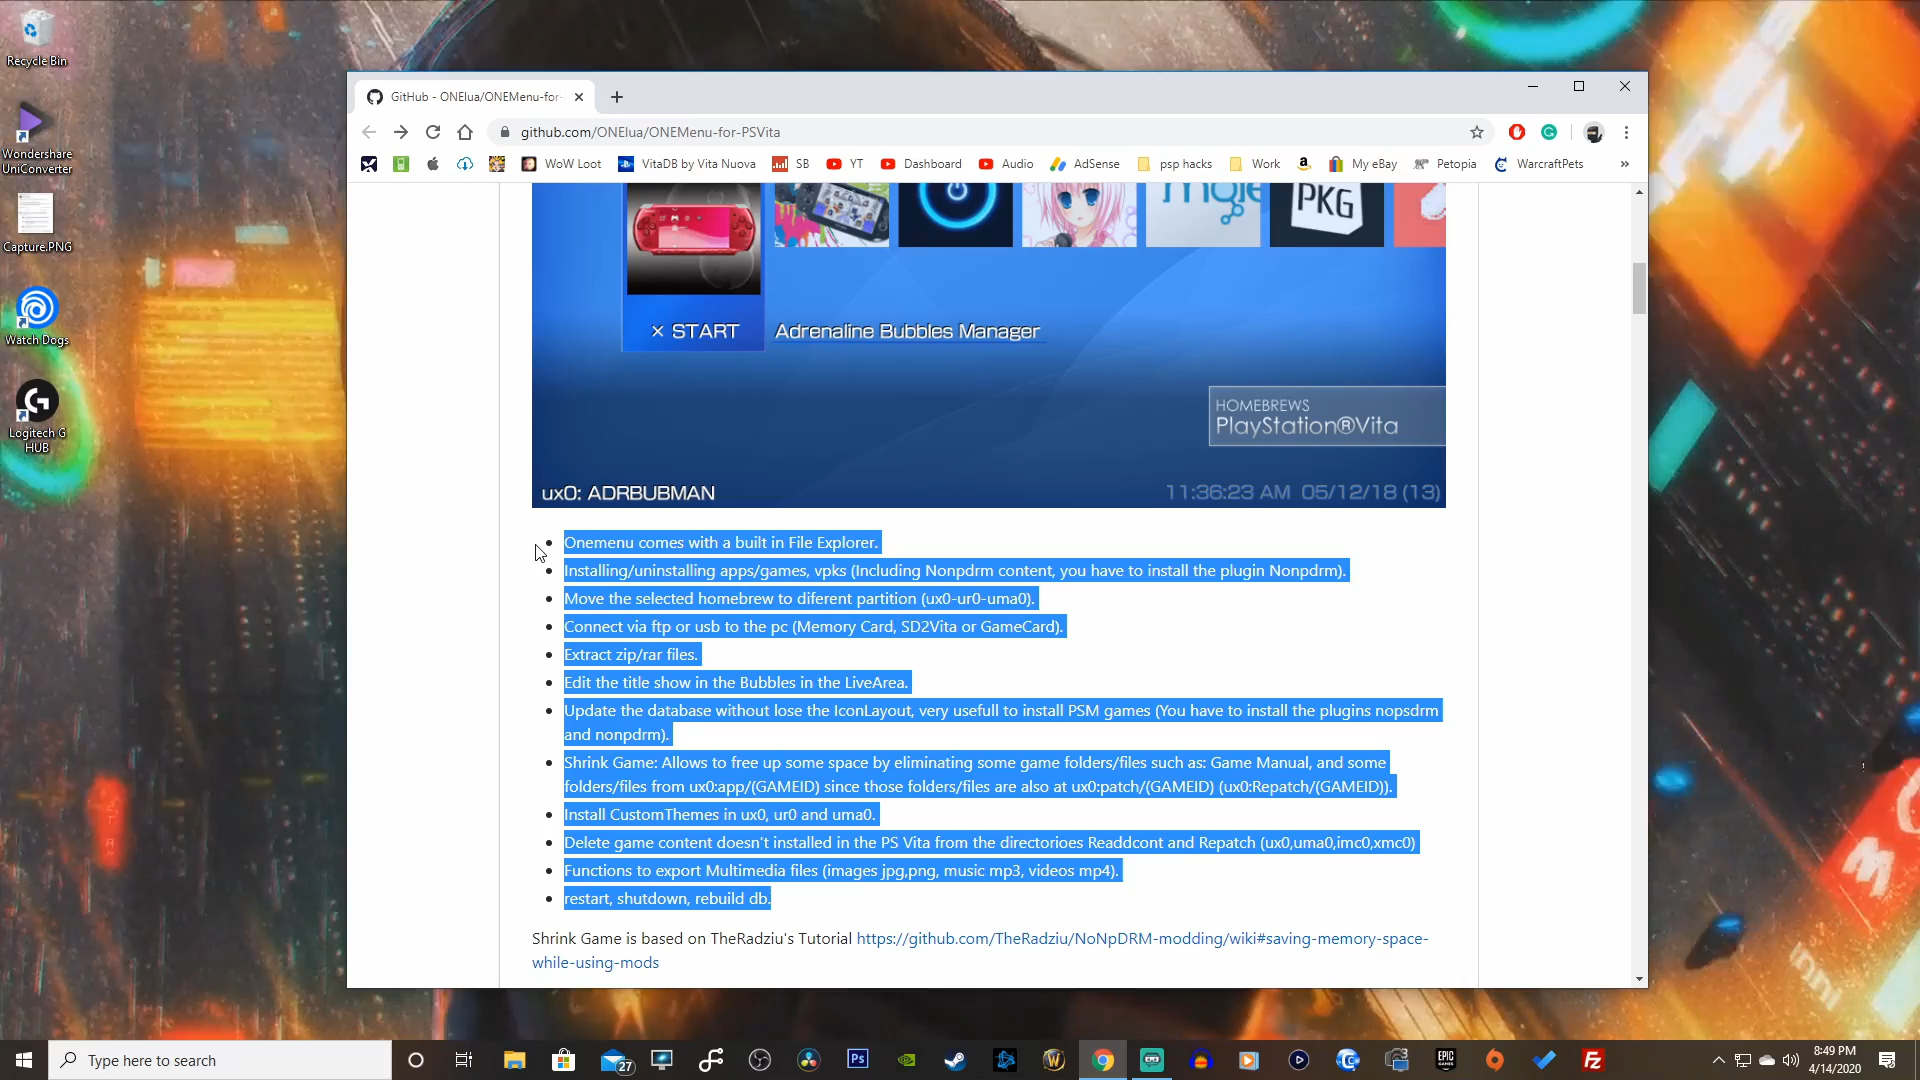 Recycle Bin
Wondershare
UniConverter
Capture.PNG
Watch Dogs
Logitech G
HUB
GitHub - ONElua/ONEMenu-for-
github.com/ONElua/ONEMenu-for-PSVita
WoW Loot
VitaDB by Vita Nuova
SB
YT
Dashboard
Audio
AdSense
psp hacks
Work
My eBay
Petopia
WarcraftPets
»
PKG
× START
Adrenaline Bubbles Manager
HOMEBREWS
PlayStation®Vita
ux0: ADRBUBMAN
11:36:23 AM 05/12/18 (13)
• Onemenu comes with a built in File Explorer.
• Installing/uninstalling apps/games, vpks (Including Nonpdrm content, you have to install the plugin Nonpdrm).
• Move the selected homebrew to diferent partition (ux0-ur0-uma0).
• Connect via ftp or usb to the pc (Memory Card, SD2Vita or GameCard).
• Extract zip/rar files.
• Edit the title show in the Bubbles in the LiveArea.
• Update the database without lose the IconLayout, very usefull to install PSM games (You have to install the plugins nopsdrm
and nonpdrm).
• Shrink Game: Allows to free up some space by eliminating some game folders/files such as: Game Manual, and some
folders/files from ux0:app/(GAMEID) since those folders/files are also at ux0:patch/(GAMEID) (ux0:Repatch/(GAMEID)).
• Install CustomThemes in ux0, ur0 and uma0.
• Delete game content doesn't installed in the PS Vita from the directorioes Readdcont and Repatch (ux0,uma0,imc0,xmc0)
• Functions to export Multimedia files (images jpg,png, music mp3, videos mp4).
• restart, shutdown, rebuild db.
Shrink Game is based on TheRadziu's Tutorial https://github.com/TheRadziu/NoNpDRM-modding/wiki#saving-memory-space-
while-using-mods
Type here to search
27
Ps
EPIC
GAMES
Fz
8:49 PM
4/14/2020